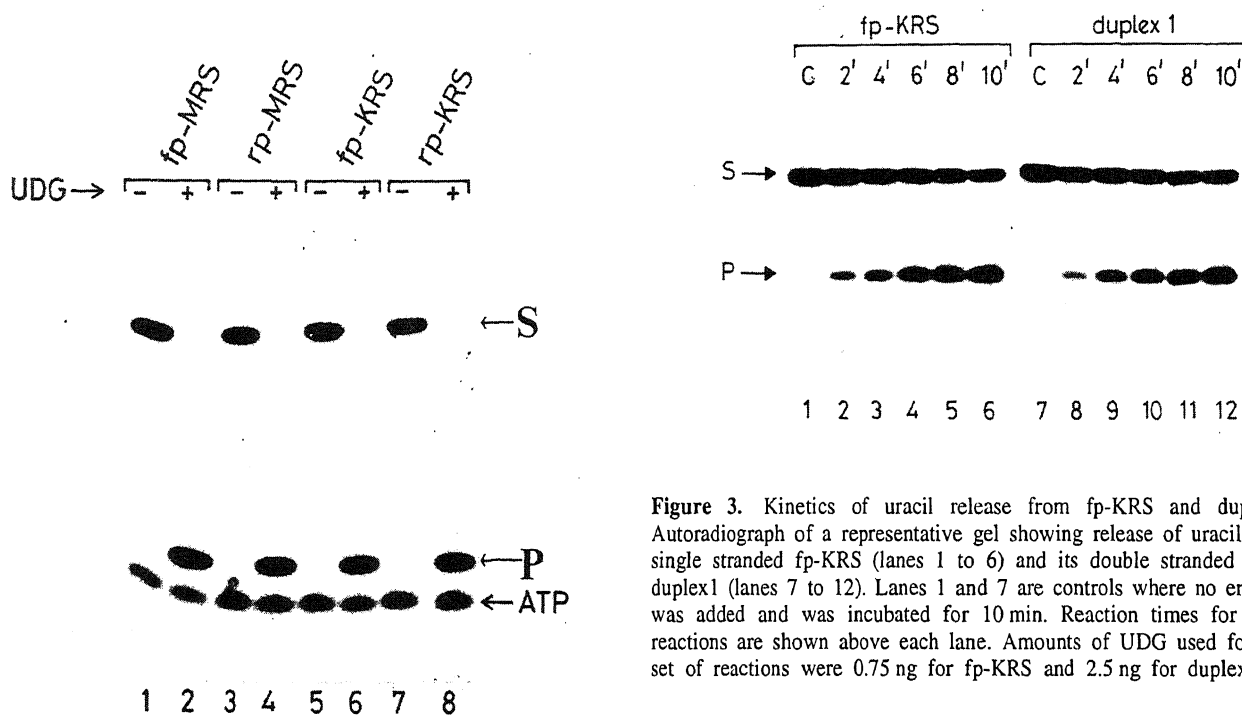 fp-MRS
rp-MRS
fp-KRS
rp-KRS
UDG→ - + - + - + - +
←S
←P
←ATP
1 2 3 4 5 6 7 8
fp-KRS duplex 1
C 2' 4' 6' 8' 10' C 2' 4' 6' 8' 10'
S→
P→
1 2 3 4 5 6 7 8 9 10 11 12
Figure 3. Kinetics of uracil release from fp-KRS and
Autoradiograph of a representative gel showing release of uracil
single stranded fp-KRS (lanes 1 to 6) and its double stranded
duplex1 (lanes 7 to 12). Lanes 1 and 7 are controls where no
was added and was incubated for 10 min. Reaction times for
reactions are shown above each lane. Amounts of UDG used
set of reactions were 0.75 ng for fp-KRS and 2.5 ng for duplex